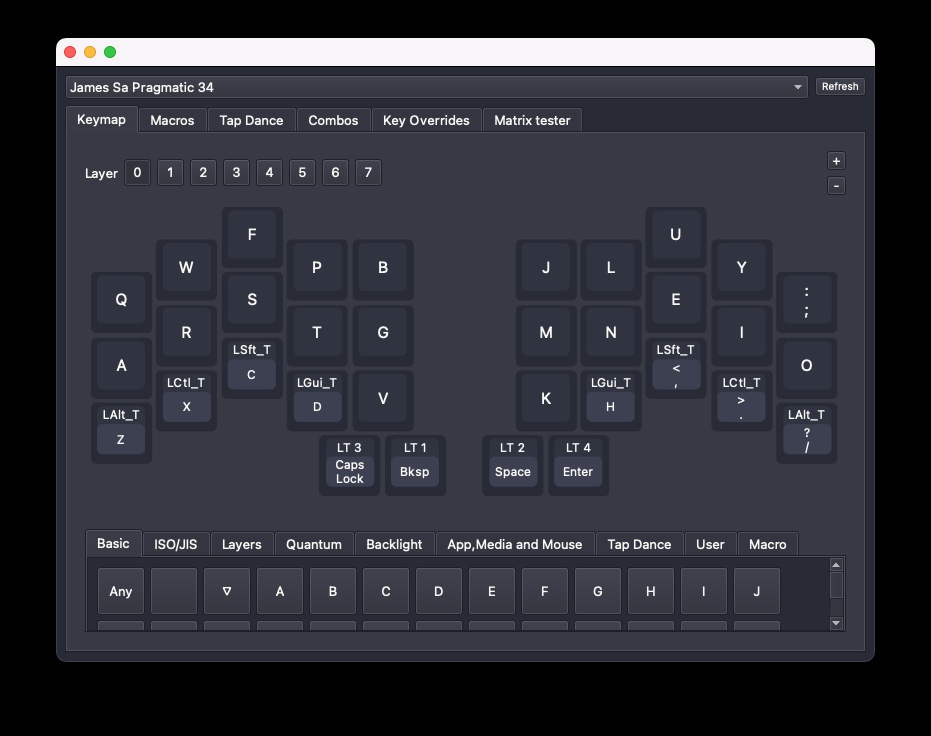 James Sa Pragmatic 34
Refresh
Keymap Macros Tap Dance Combos Key Overrides Matrix tester
Layer 0 1 2 3 4 5 6 7
+
-
F U
W P B J L Y
Q S E :
;
R T G M N I
A LSft_T
C LSft_T
<
, O
LCtl_T
X LGui_T
D V K LGui_T
H LCtl_T
>
.
LAlt_T
Z LAlt_T
?
/
LT 3
Caps
Lock
LT 1
Bksp
LT 2
Space
LT 4
Enter
Basic ISO/JIS Layers Quantum Backlight App,Media and Mouse Tap Dance User Macro
Any ∇ A B C D E F G H I J